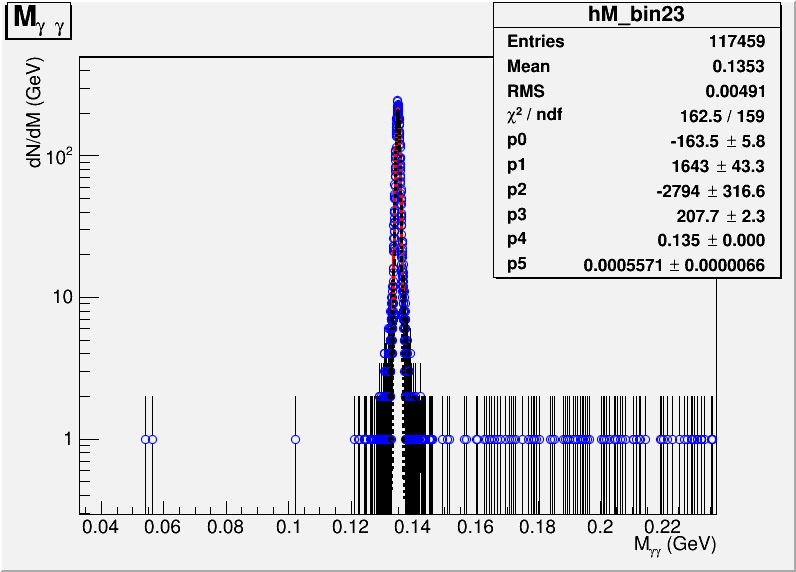 M γ γ
hM_bin23
Entries 117459
Mean 0.1353
RMS 0.00491
χ² / ndf 162.5 / 159
p0 -163.5 ± 5.8
p1 1643 ± 43.3
p2 -2794 ± 316.6
p3 207.7 ± 2.3
p4 0.135 ± 0.000
p5 0.0005571 ± 0.0000066
dN/dM (GeV)
10²
10
1
0.04 0.06 0.08 0.1 0.12 0.14 0.16 0.18 0.2 0.22
Mγγ (GeV)